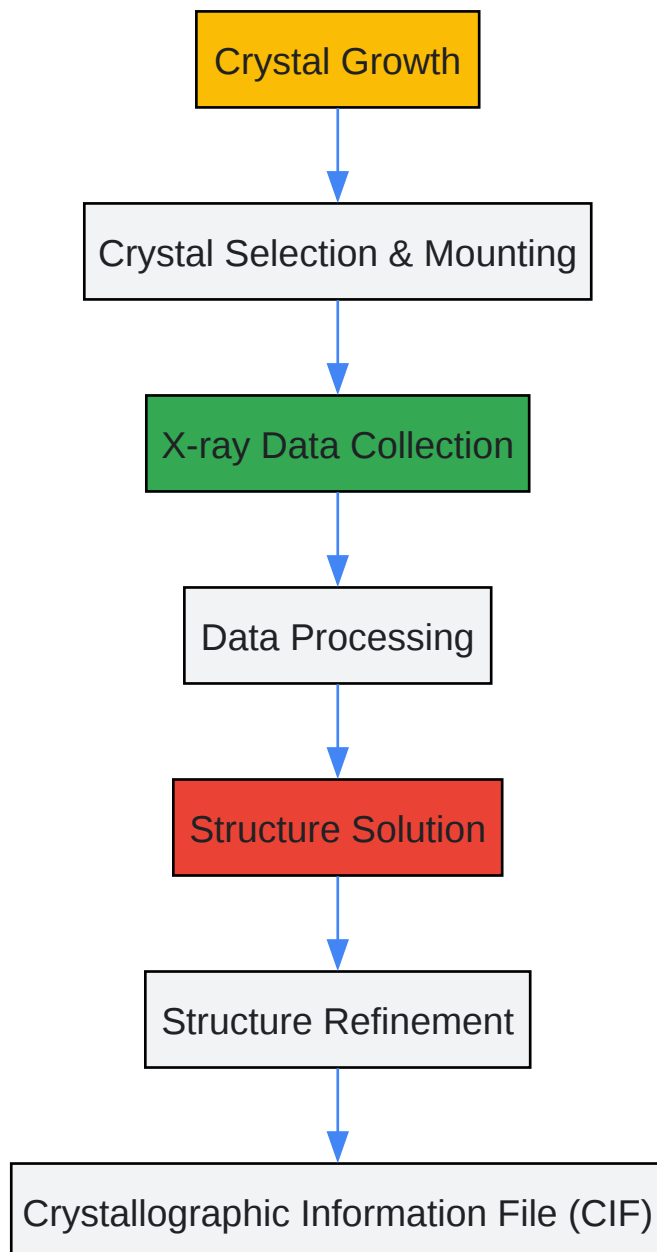 Crystal Growth
Crystal Selection & Mounting
X-ray Data Collection
Data Processing
Structure Solution
Structure Refinement
Crystallographic Information File (CIF)